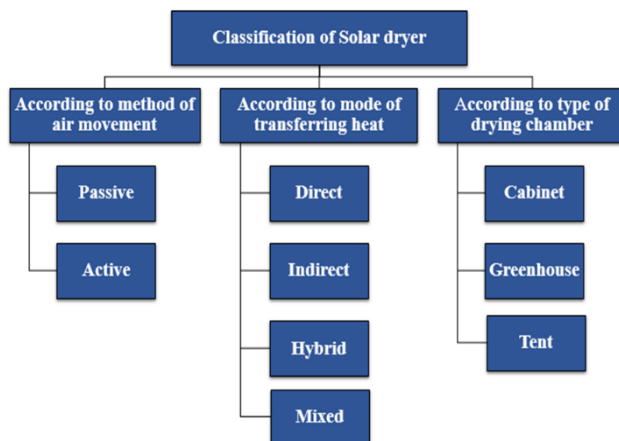 Classification of Solar dryer
According to method of
air movement
Passive
Active
According to mode of
transferring heat
Direct
Indirect
Hybrid
Mixed
According to type of
drying chamber
Cabinet
Greenhouse
Tent